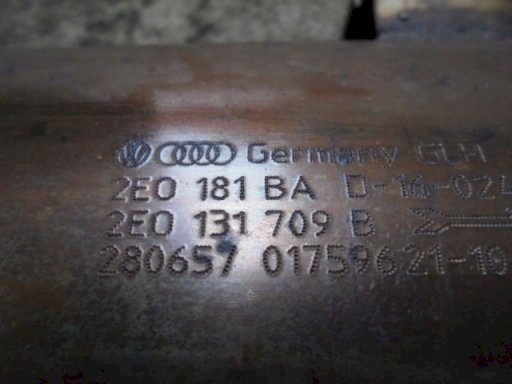 Germany GLH
2E0 181 BA D-16-024
2E0 131 709 B
280657 01759621-10